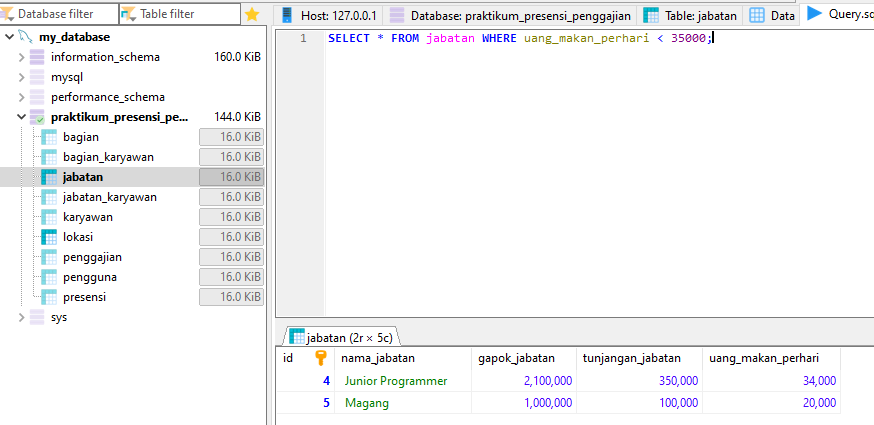 Database filter Table filter Host: 127.0.0.1 Database: praktikum_presensi_penggajian Table: jabatan Data Query.sq
my_database
information_schema 160.0 KiB
mysql
performance_schema
praktikum_presensi_pe... 144.0 KiB
bagian 16.0 KiB
bagian_karyawan 16.0 KiB
jabatan 16.0 KiB
jabatan_karyawan 16.0 KiB
karyawan 16.0 KiB
lokasi 16.0 KiB
penggajian 16.0 KiB
pengguna 16.0 KiB
presensi 16.0 KiB
sys
1 SELECT * FROM jabatan WHERE uang_makan_perhari < 35000;
jabatan (2r × 5c)
id nama_jabatan gapok_jabatan tunjangan_jabatan uang_makan_perhari
4 Junior Programmer 2,100,000 350,000 34,000
5 Magang 1,000,000 100,000 20,000